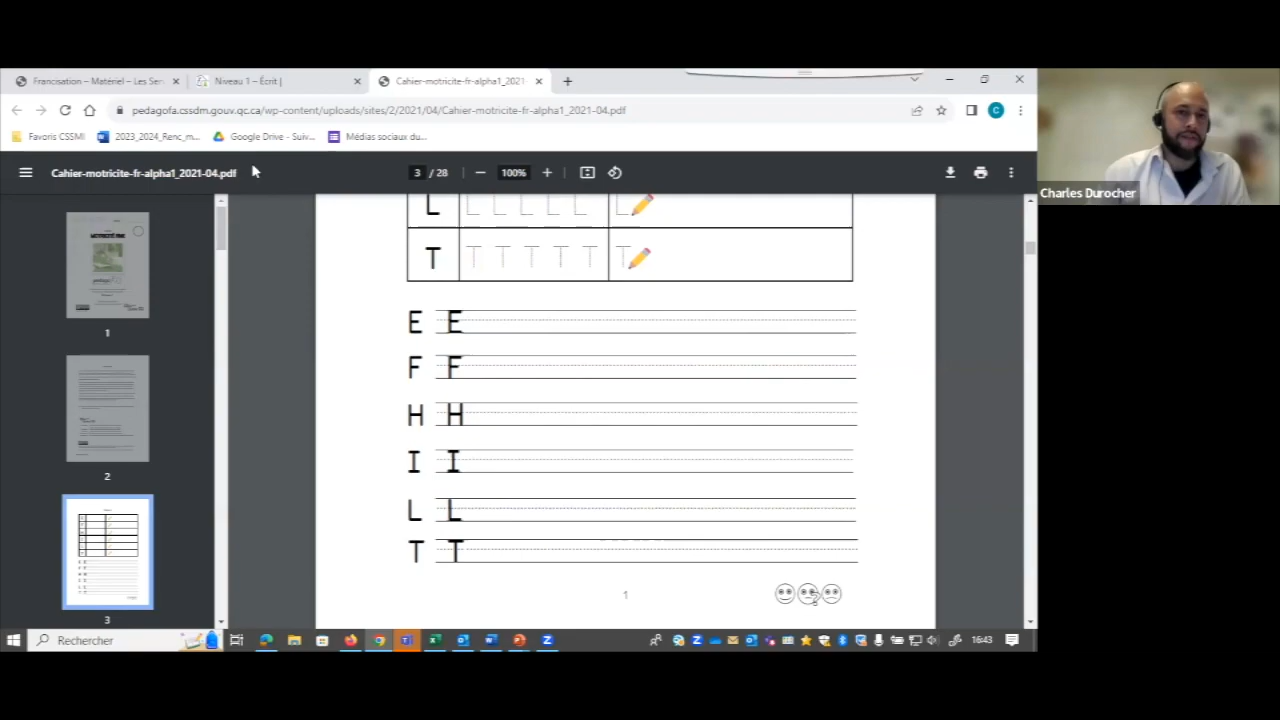 Francisation – Matériel – Les Ser
Niveau 1 – Écrit |
Cahier-motricite-fr-alpha1_2021-
pedagofa.cssdm.gouv.qc.ca/wp-content/uploads/sites/2/2021/04/Cahier-motricite-fr-alpha1_2021-04.pdf
C
Favoris CSSMI
2023_2024_Renc_m...
Google Drive - Suiv...
Médias sociaux du...
Charles Durocher
Cahier-motricite-fr-alpha1_2021-04.pdf
3 / 28
100%
L L L L L L L
T T T T T T T
E E
F F
H H
I I
L L
T T
1
1
2
3
Rechercher
16:43